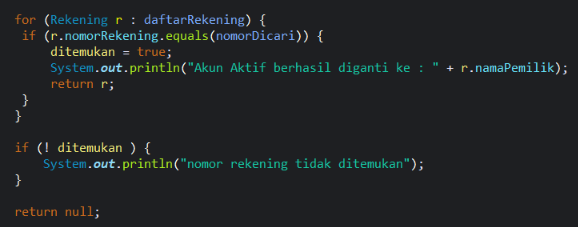 for (Rekening r : daftarRekening) {
if (r.nomorRekening.equals(nomorDicari)) {
ditemukan = true;
System.out.println("Akun Aktif berhasil diganti ke : " + r.namaPemilik);
return r;
}
}
if (! ditemukan ) {
System.out.println("nomor rekening tidak ditemukan");
}
return null;